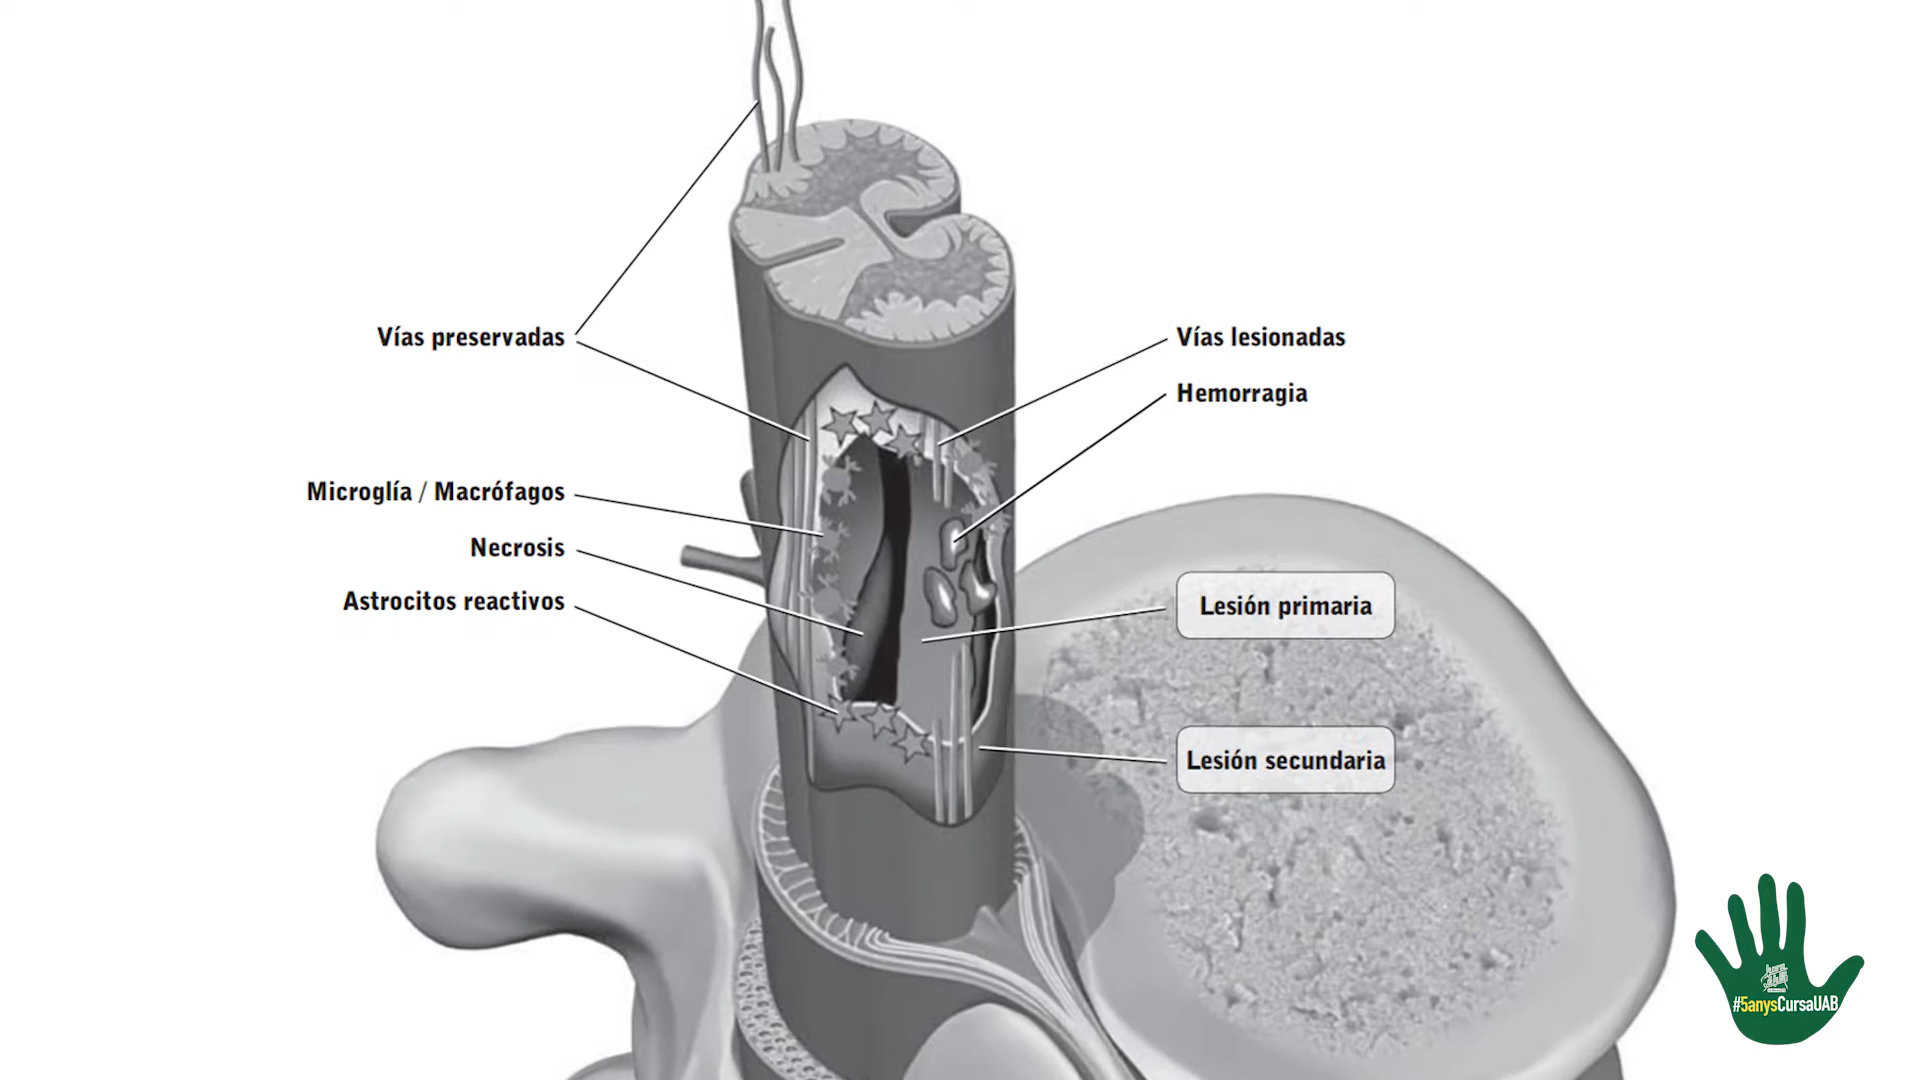 Vías preservadas
Vías lesionadas
Hemorragia
Microglía / Macrófagos
Necrosis
Astrocitos reactivos
Lesión primaria
Lesión secundaria
#5anysCursaUAB